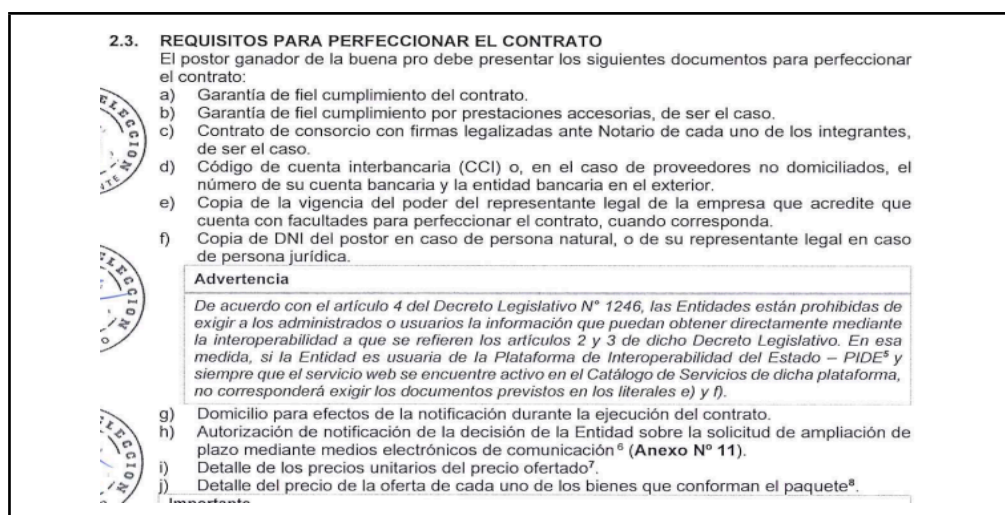 2.3. REQUISITOS PARA PERFECCIONAR EL CONTRATO
El postor ganador de la buena pro debe presentar los siguientes documentos para perfeccionar
el contrato:
a) Garantía de fiel cumplimiento del contrato.
b) Garantía de fiel cumplimiento por prestaciones accesorias, de ser el caso.
c) Contrato de consorcio con firmas legalizadas ante Notario de cada uno de los integrantes,
de ser el caso.
d) Código de cuenta interbancaria (CCI) o, en el caso de proveedores no domiciliados, el
número de su cuenta bancaria y la entidad bancaria en el exterior.
e) Copia de la vigencia del poder del representante legal de la empresa que acredite que
cuenta con facultades para perfeccionar el contrato, cuando corresponda.
f) Copia de DNI del postor en caso de persona natural, o de su representante legal en caso
de persona jurídica.
Advertencia
De acuerdo con el artículo 4 del Decreto Legislativo N° 1246, las Entidades están prohibidas de
exigir a los administrados o usuarios la información que puedan obtener directamente mediante
la interoperabilidad a que se refieren los artículos 2 y 3 de dicho Decreto Legislativo. En esa
medida, si la Entidad es usuaria de la Plataforma de Interoperabilidad del Estado – PIDE⁵ y
siempre que el servicio web se encuentre activo en el Catálogo de Servicios de dicha plataforma,
no corresponderá exigir los documentos previstos en los literales e) y f).
g) Domicilio para efectos de la notificación durante la ejecución del contrato.
h) Autorización de notificación de la decisión de la Entidad sobre la solicitud de ampliación de
plazo mediante medios electrónicos de comunicación ⁶ (Anexo Nº 11).
i) Detalle de los precios unitarios del precio ofertado⁷.
j) Detalle del precio de la oferta de cada uno de los bienes que conforman el paquete⁸.